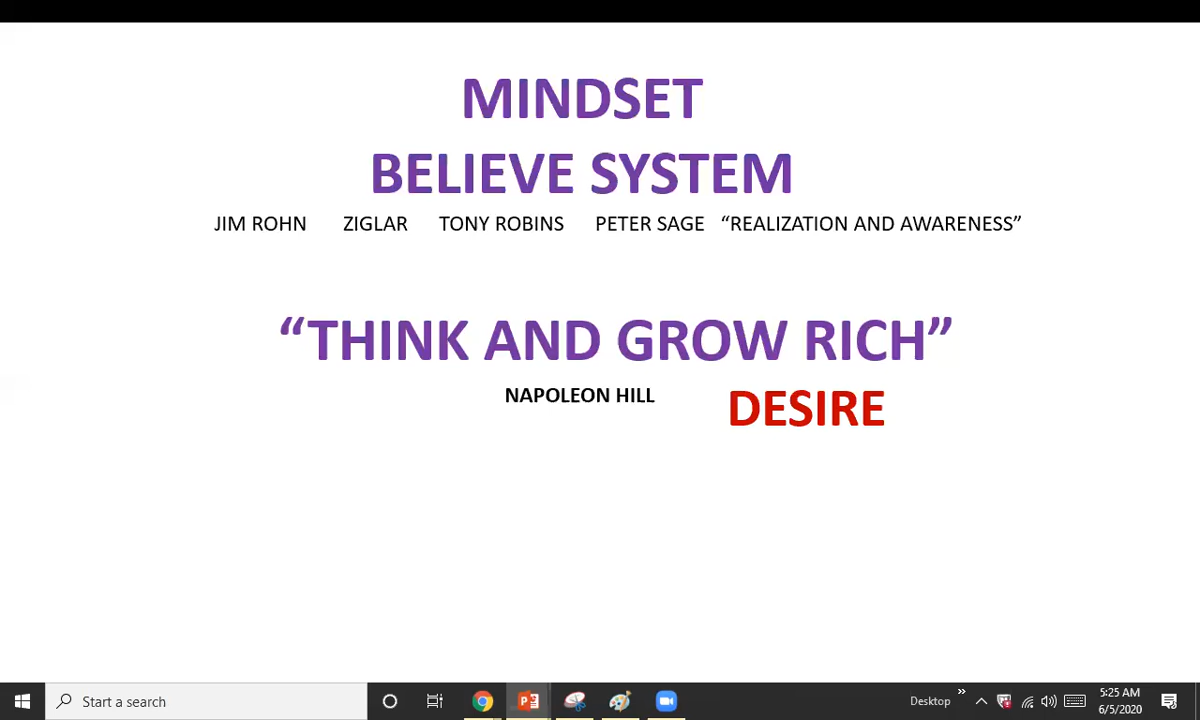 MINDSET
BELIEVE SYSTEM
JIM ROHN ZIGLAR TONY ROBINS PETER SAGE “REALIZATION AND AWARENESS”
“THINK AND GROW RICH”
NAPOLEON HILL DESIRE
Start a search
Desktop
5:25 AM
6/5/2020